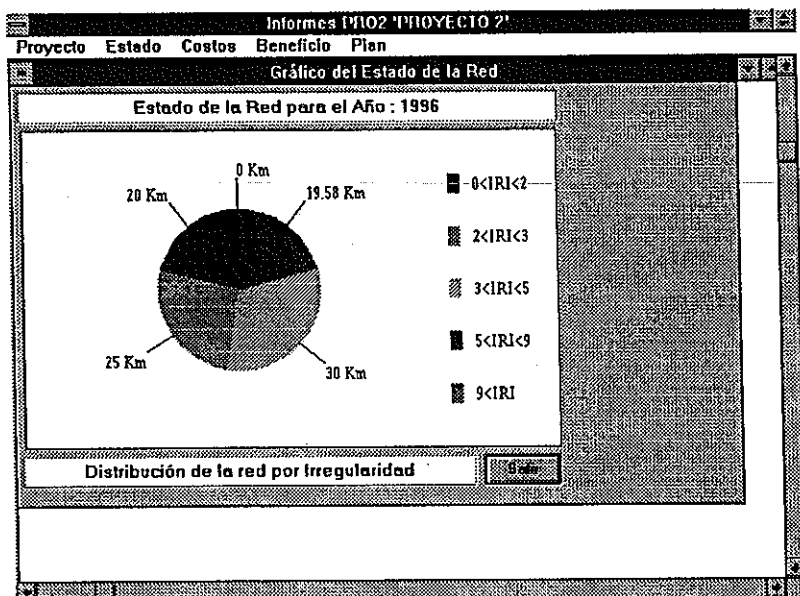 Informes PRO2 'PROYECTO 2'
Proyecto Estado Costos Beneficio Plan
Gráfico del Estado de la Red
Estado de la Red para el Año : 1996
0 Km
20 Km
19.58 Km
25 Km
30 Km
0<IRI<2
2<IRI<3
3<IRI<5
5<IRI<9
9<IRI
Distribución de la red por Irregularidad
Salir